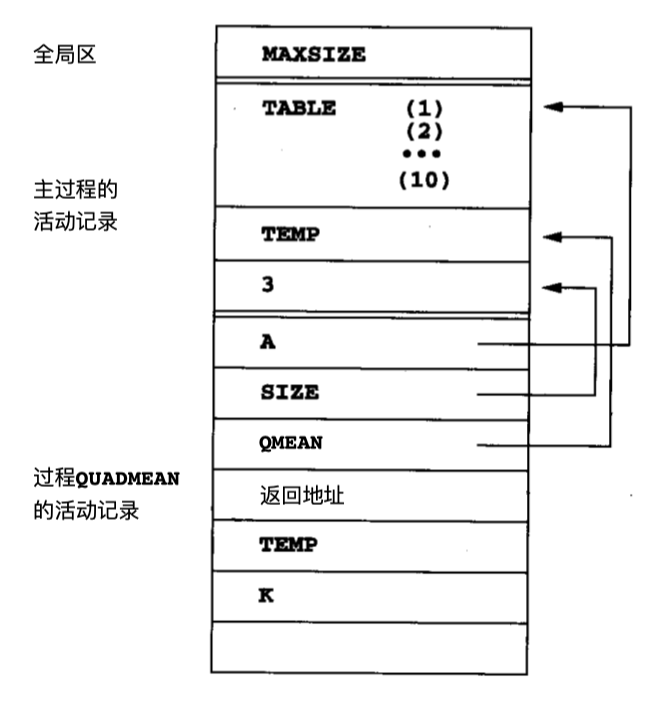 全局区
MAXSIZE
TABLE (1)
(2)
•••
(10)
主过程的
活动记录
TEMP
3
A
SIZE
QMEAN
过程QUADMEAN
的活动记录
返回地址
TEMP
K